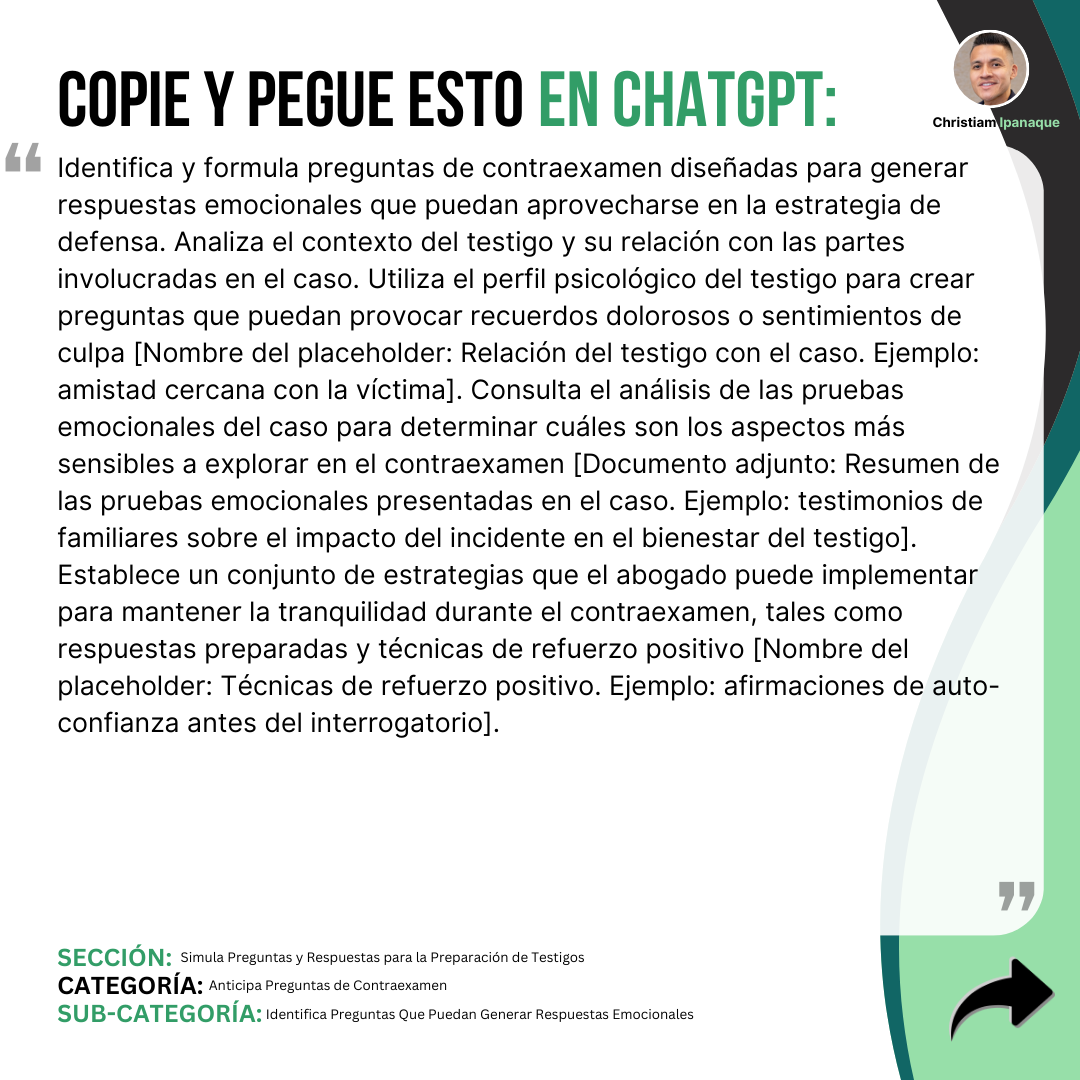 COPIE Y PEGUE ESTO EN CHATGPT:
Christiam Ipanaque
“
Identifica y formula preguntas de contraexamen diseñadas para generar
respuestas emocionales que puedan aprovecharse en la estrategia de
defensa. Analiza el contexto del testigo y su relación con las partes
involucradas en el caso. Utiliza el perfil psicológico del testigo para crear
preguntas que puedan provocar recuerdos dolorosos o sentimientos de
culpa [Nombre del placeholder: Relación del testigo con el caso. Ejemplo:
amistad cercana con la víctima]. Consulta el análisis de las pruebas
emocionales del caso para determinar cuáles son los aspectos más
sensibles a explorar en el contraexamen [Documento adjunto: Resumen de
las pruebas emocionales presentadas en el caso. Ejemplo: testimonios de
familiares sobre el impacto del incidente en el bienestar del testigo].
Establece un conjunto de estrategias que el abogado puede implementar
para mantener la tranquilidad durante el contraexamen, tales como
respuestas preparadas y técnicas de refuerzo positivo [Nombre del
placeholder: Técnicas de refuerzo positivo. Ejemplo: afirmaciones de auto-
confianza antes del interrogatorio].
”
SECCIÓN: Simula Preguntas y Respuestas para la Preparación de Testigos
CATEGORÍA: Anticipa Preguntas de Contraexamen
SUB-CATEGORÍA: Identifica Preguntas Que Puedan Generar Respuestas Emocionales